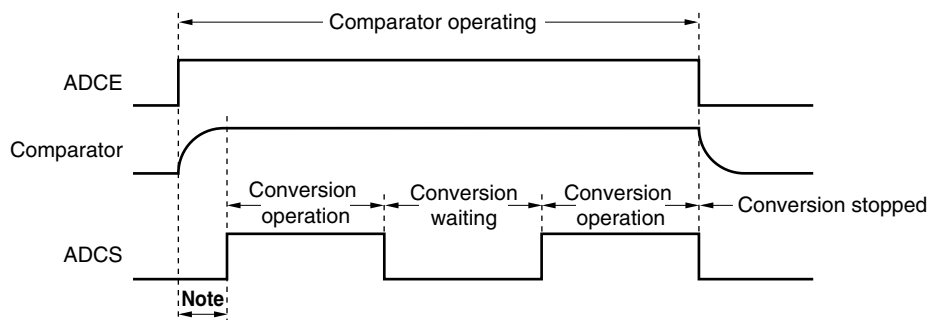 Comparator operating
ADCE
Comparator
Conversion
operation
Conversion
waiting
Conversion
operation
Conversion stopped
ADCS
Note